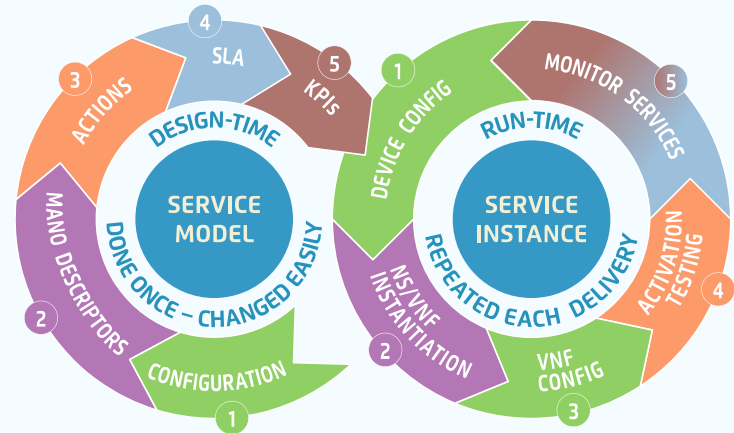 DESIGN-TIME
SERVICE
MODEL
DONE ONCE – CHANGED EASILY
1
CONFIGURATION
2
MANO DESCRIPTORS
3
ACTIONS
4
SLA
5
KPIs
RUN-TIME
SERVICE
INSTANCE
REPEATED EACH DELIVERY
1
DEVICE CONFIG
2
NS/VNF
INSTANTIATION
3
VNF
CONFIG
4
ACTIVATION
TESTING
5
MONITOR SERVICES